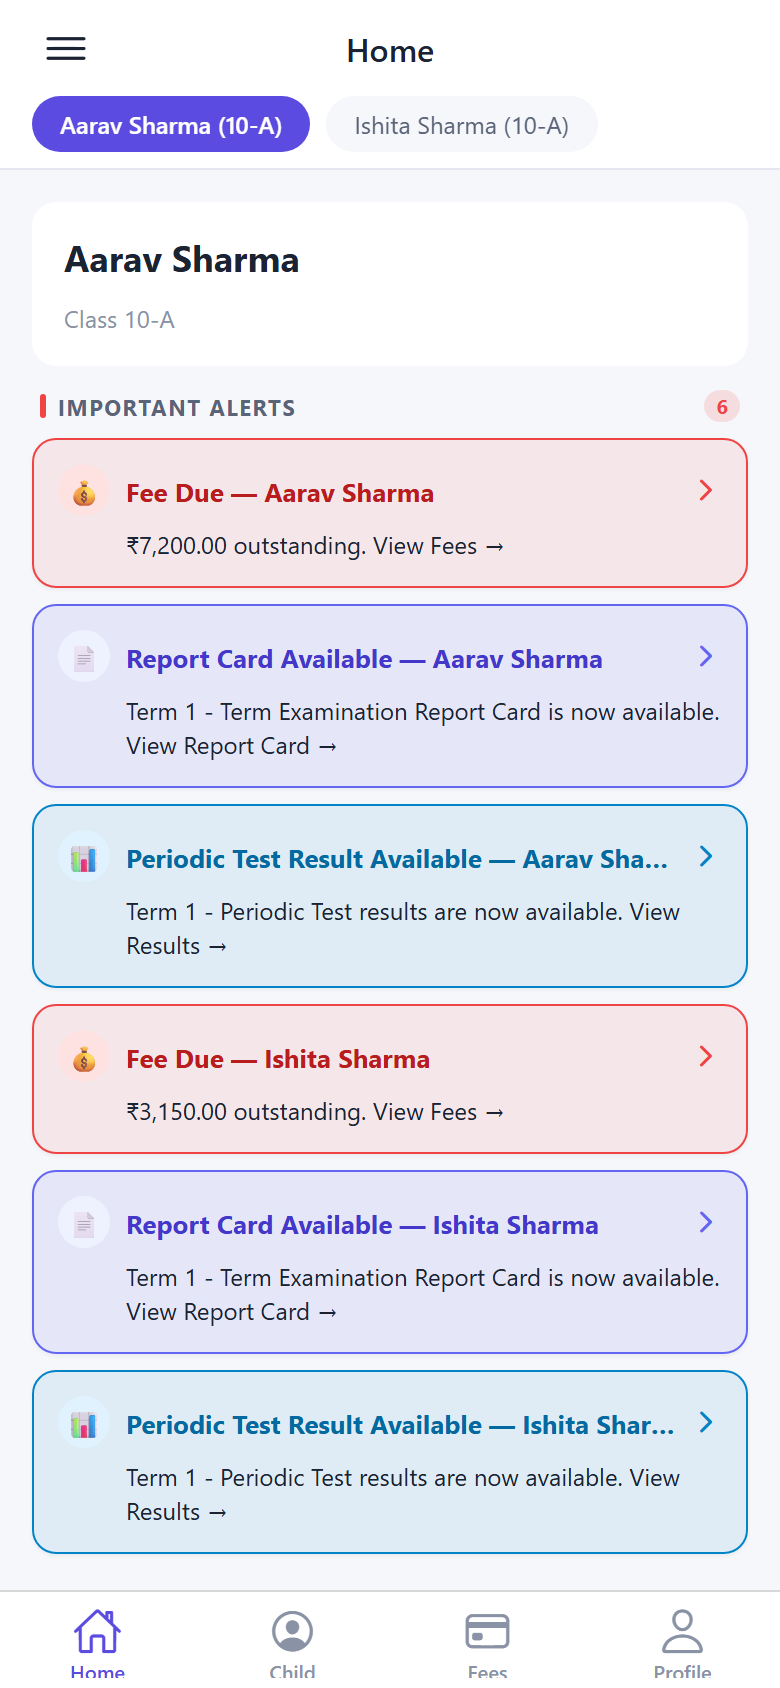 Home
Aarav Sharma (10-A)
Ishita Sharma (10-A)
Aarav Sharma
Class 10-A
IMPORTANT ALERTS
6
Fee Due — Aarav Sharma
₹7,200.00 outstanding. View Fees →
Report Card Available — Aarav Sharma
Term 1 - Term Examination Report Card is now available.
View Report Card →
Periodic Test Result Available — Aarav Sha...
Term 1 - Periodic Test results are now available. View
Results →
Fee Due — Ishita Sharma
₹3,150.00 outstanding. View Fees →
Report Card Available — Ishita Sharma
Term 1 - Term Examination Report Card is now available.
View Report Card →
Periodic Test Result Available — Ishita Shar...
Term 1 - Periodic Test results are now available. View
Results →
Home
Child
Fees
Profile